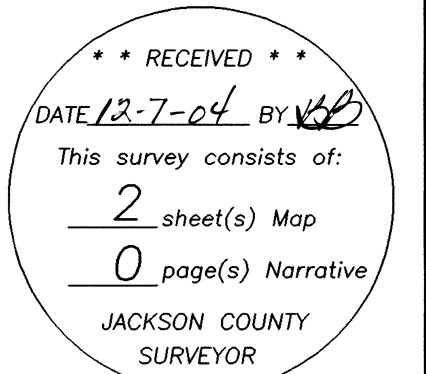 * * RECEIVED * *
DATE 12-7-04 BY
This survey consists of:
2 sheet(s) Map
0 page(s) Narrative
JACKSON COUNTY
SURVEYOR